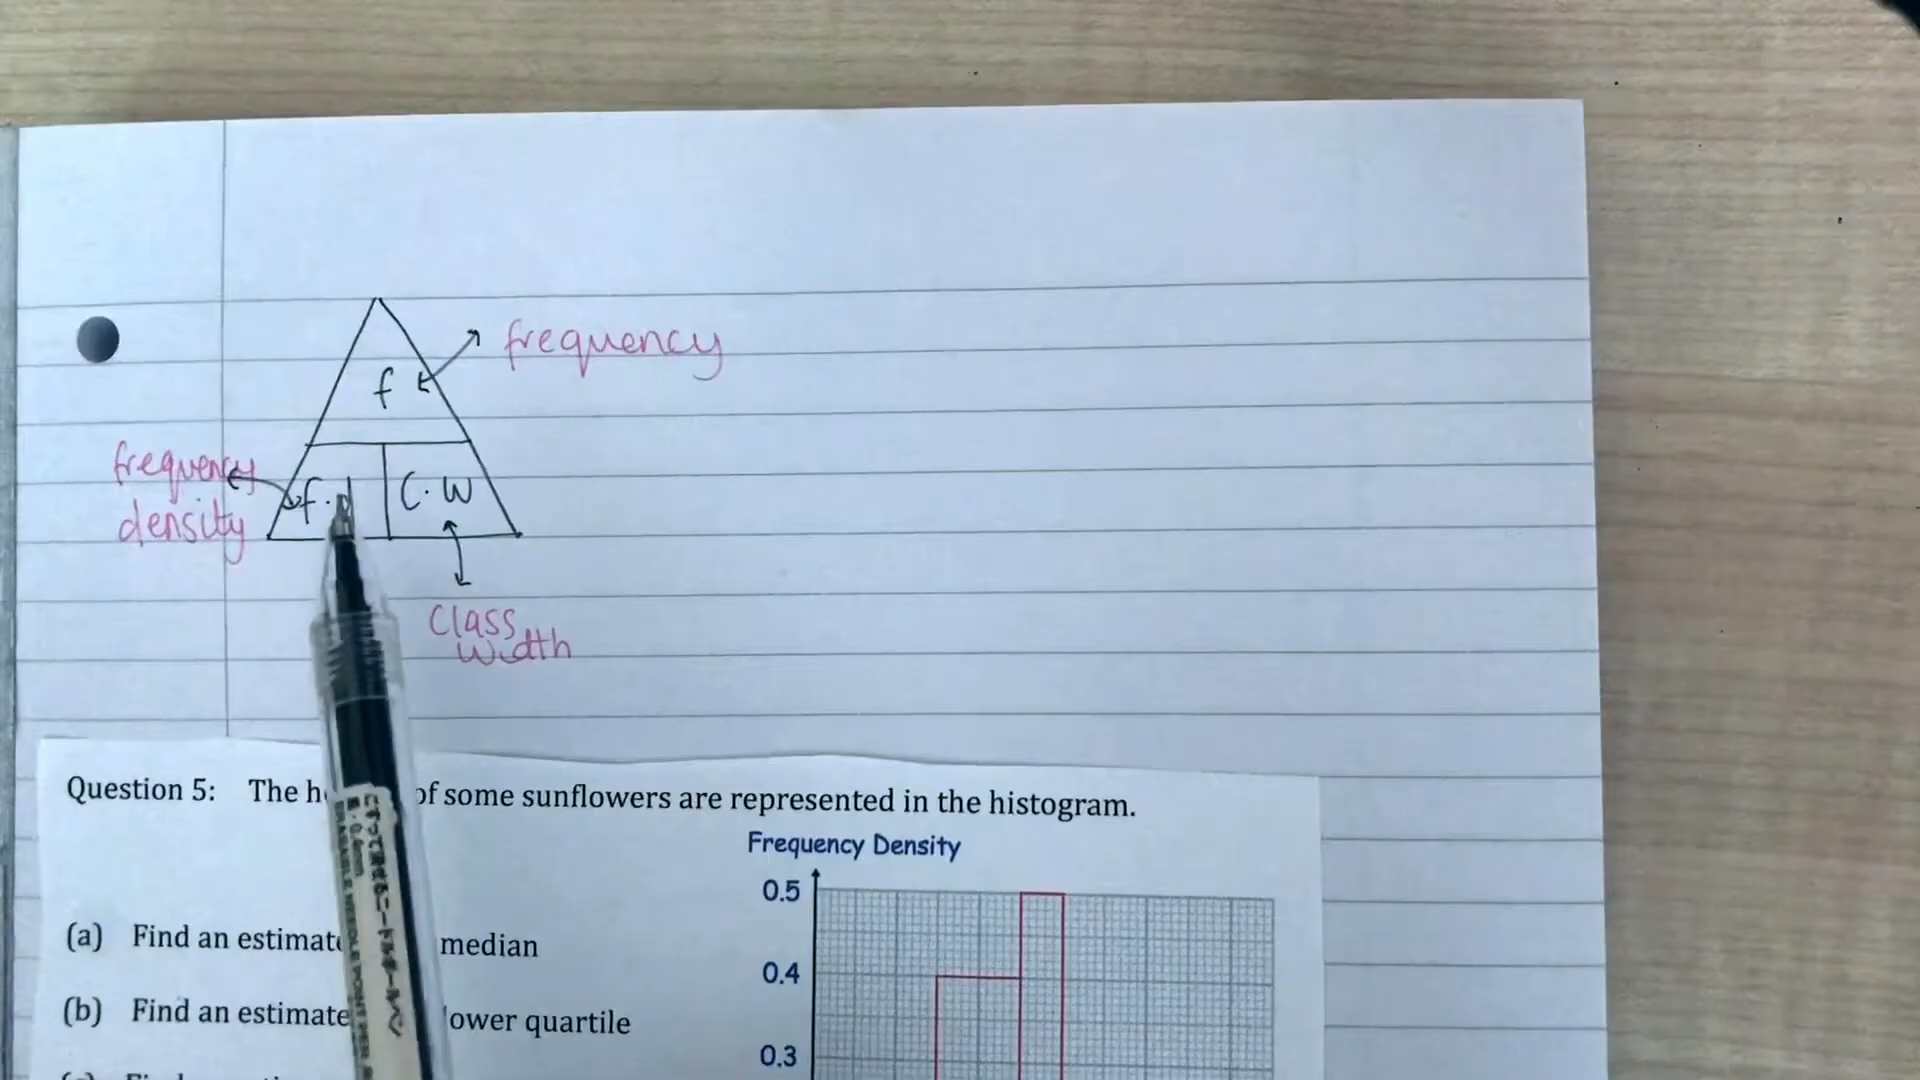 f
frequency
frequency
density
f.d
C.W
Class
width
Question 5: The h of some sunflowers are represented in the histogram.
Frequency Density
0.5
(a) Find an estimate median
0.4
(b) Find an estimate lower quartile
0.3